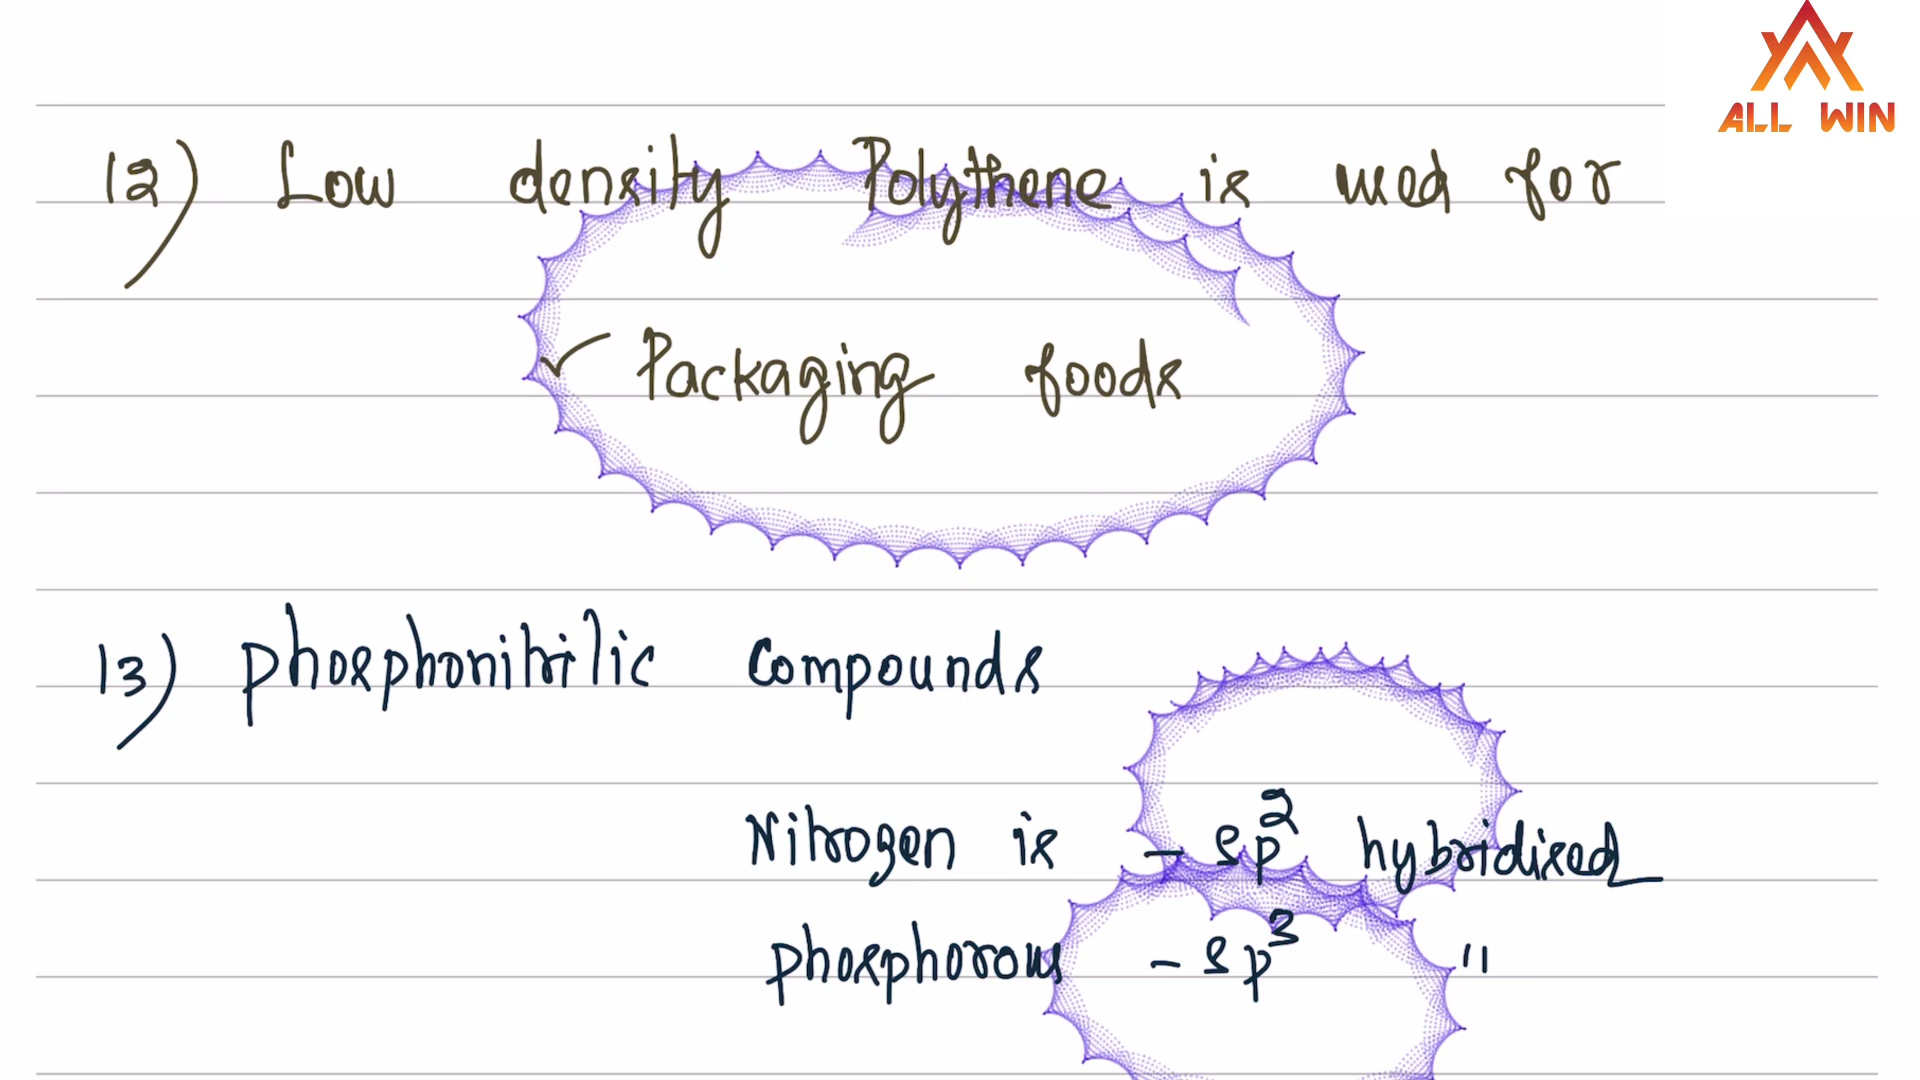 ALL WIN
12) Low density Polythene is used for
✓ Packaging foods
13) phosphonitrilic compounds
Nitrogen is - sp² hybridised
phosphorous - sp³ "